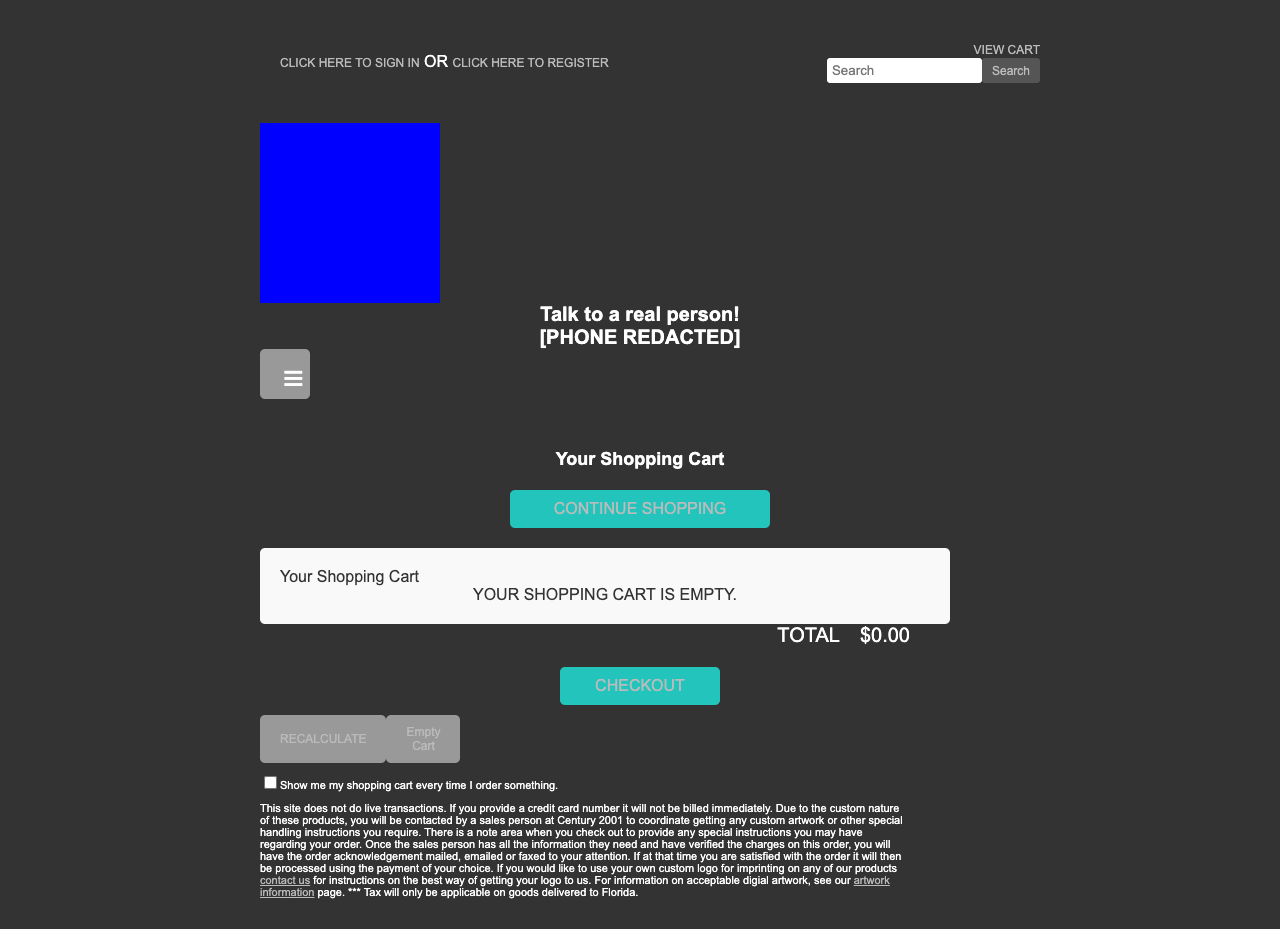 CLICK HERE TO SIGN IN OR CLICK HERE TO REGISTER
VIEW CART
Search
Search
Talk to a real person!
[PHONE REDACTED]
Your Shopping Cart
CONTINUE SHOPPING
Your Shopping Cart
YOUR SHOPPING CART IS EMPTY.
TOTAL $0.00
CHECKOUT
RECALCULATE
Empty
Cart
Show me my shopping cart every time I order something.
This site does not do live transactions. If you provide a credit card number it will not be billed immediately. Due to the custom nature
of these products, you will be contacted by a sales person at Century 2001 to coordinate getting any custom artwork or other special
handling instructions you require. There is a note area when you check out to provide any special instructions you may have
regarding your order. Once the sales person has all the information they need and have verified the charges on this order, you will
have the order acknowledgement mailed, emailed or faxed to your attention. If at that time you are satisfied with the order it will then
be processed using the payment of your choice. If you would like to use your own custom logo for imprinting on any of our products
contact us for instructions on the best way of getting your logo to us. For information on acceptable digial artwork, see our artwork
information page. *** Tax will only be applicable on goods delivered to Florida.